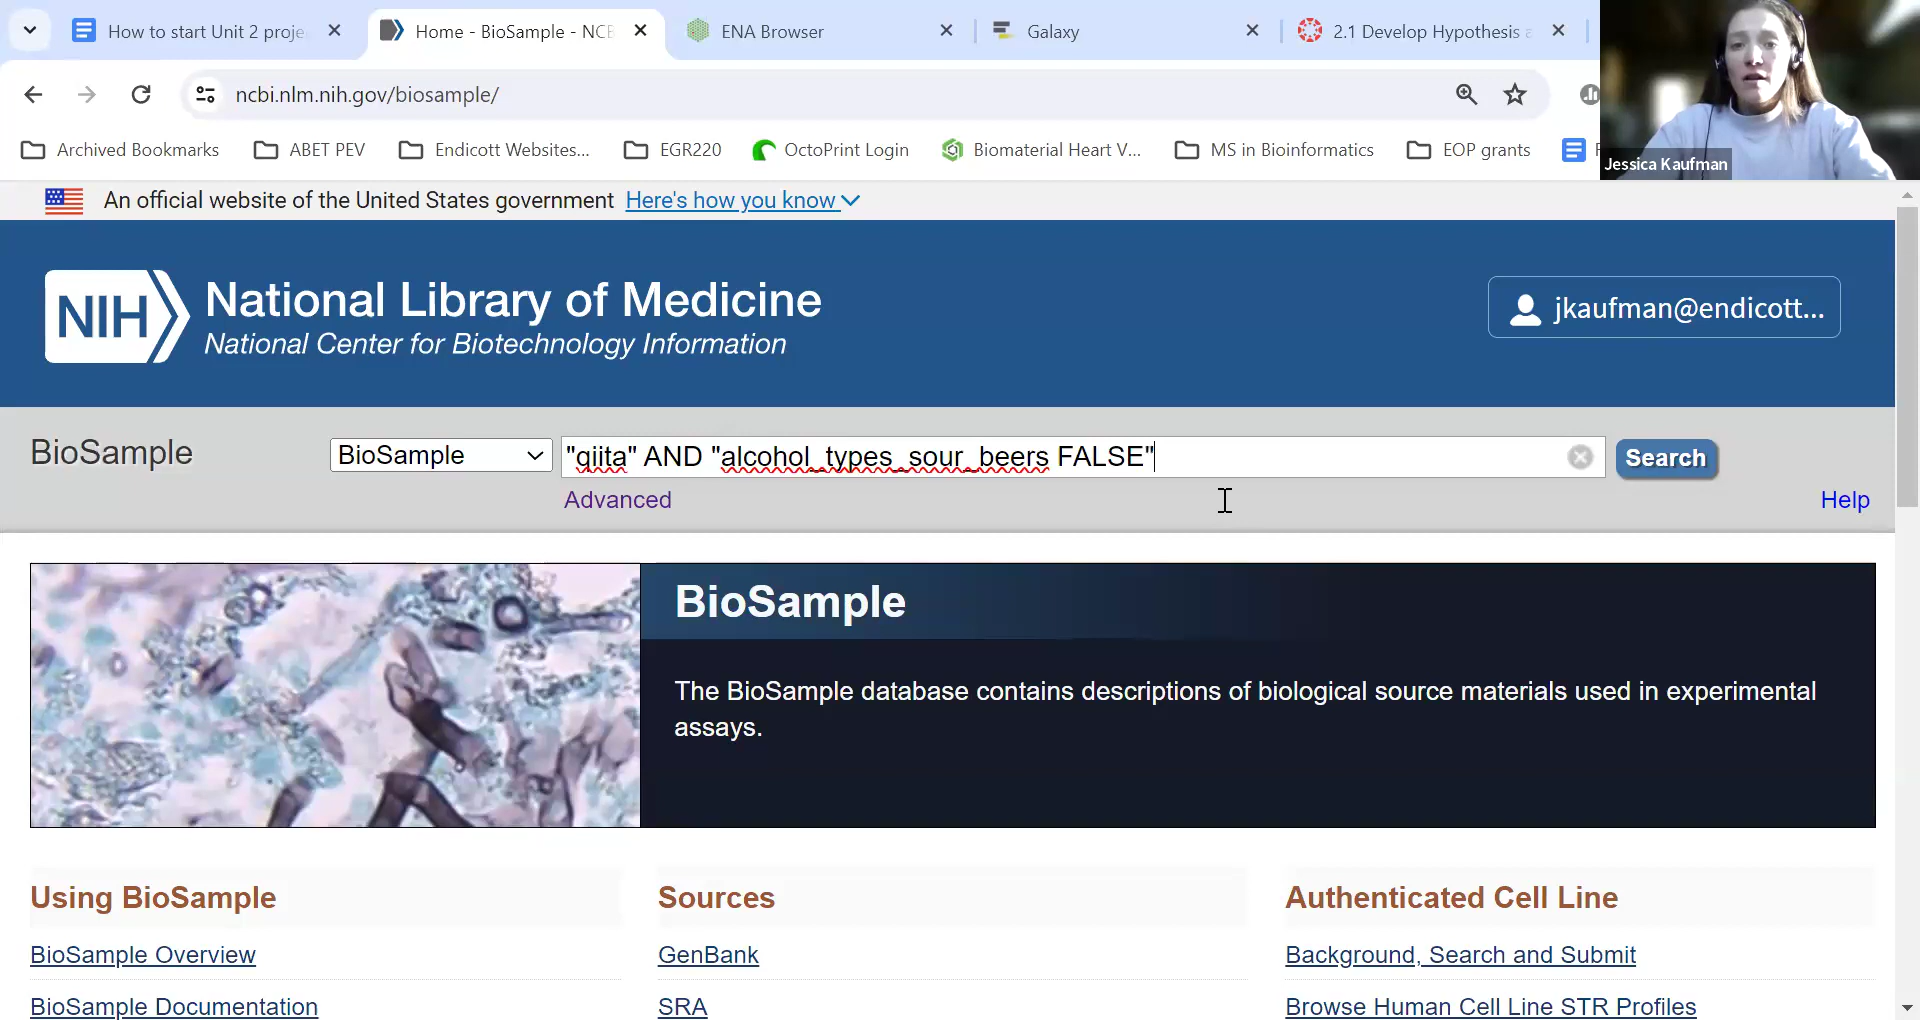 How to start Unit 2 proje
Home - BioSample - NCB
ENA Browser
Galaxy
2.1 Develop Hypothesis a
ncbi.nlm.nih.gov/biosample/
Archived Bookmarks
ABET PEV
Endicott Websites...
EGR220
OctoPrint Login
Biomaterial Heart V...
MS in Bioinformatics
EOP grants
Jessica Kaufman
An official website of the United States government Here's how you know
NIH
National Library of Medicine
National Center for Biotechnology Information
jkaufman@endicott...
BioSample
BioSample
"qiita" AND "alcohol_types_sour_beers FALSE"
Search
Advanced
Help
BioSample
The BioSample database contains descriptions of biological source materials used in experimental
assays.
Using BioSample
Sources
Authenticated Cell Line
BioSample Overview
GenBank
Background, Search and Submit
BioSample Documentation
SRA
Browse Human Cell Line STR Profiles